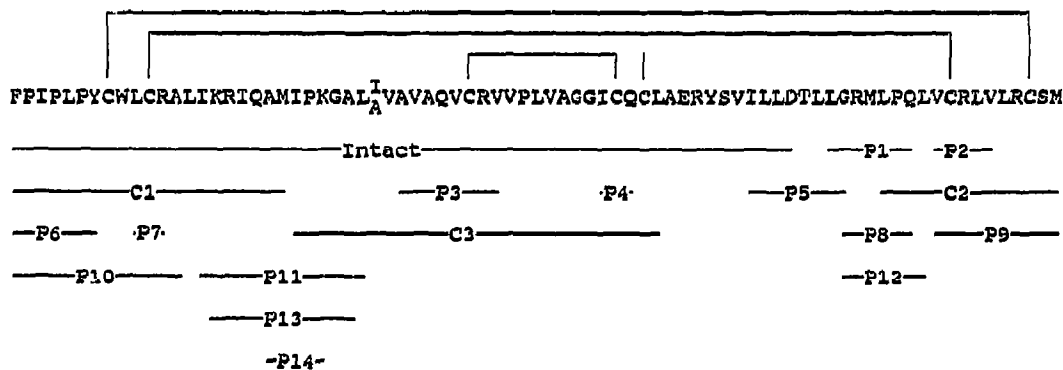 FPIPLPYCWLCRALIKRIQAMIPKGAL I/A VAVAQVCRVVPLVAGGICQCLAERYSVILLDTLLGRMLPQLVCRLVLRCSM
Intact P1 P2
C1 P3 P4 P5 C2
P6 P7 C3 P8 P9
P10 P11 P12
P13
P14